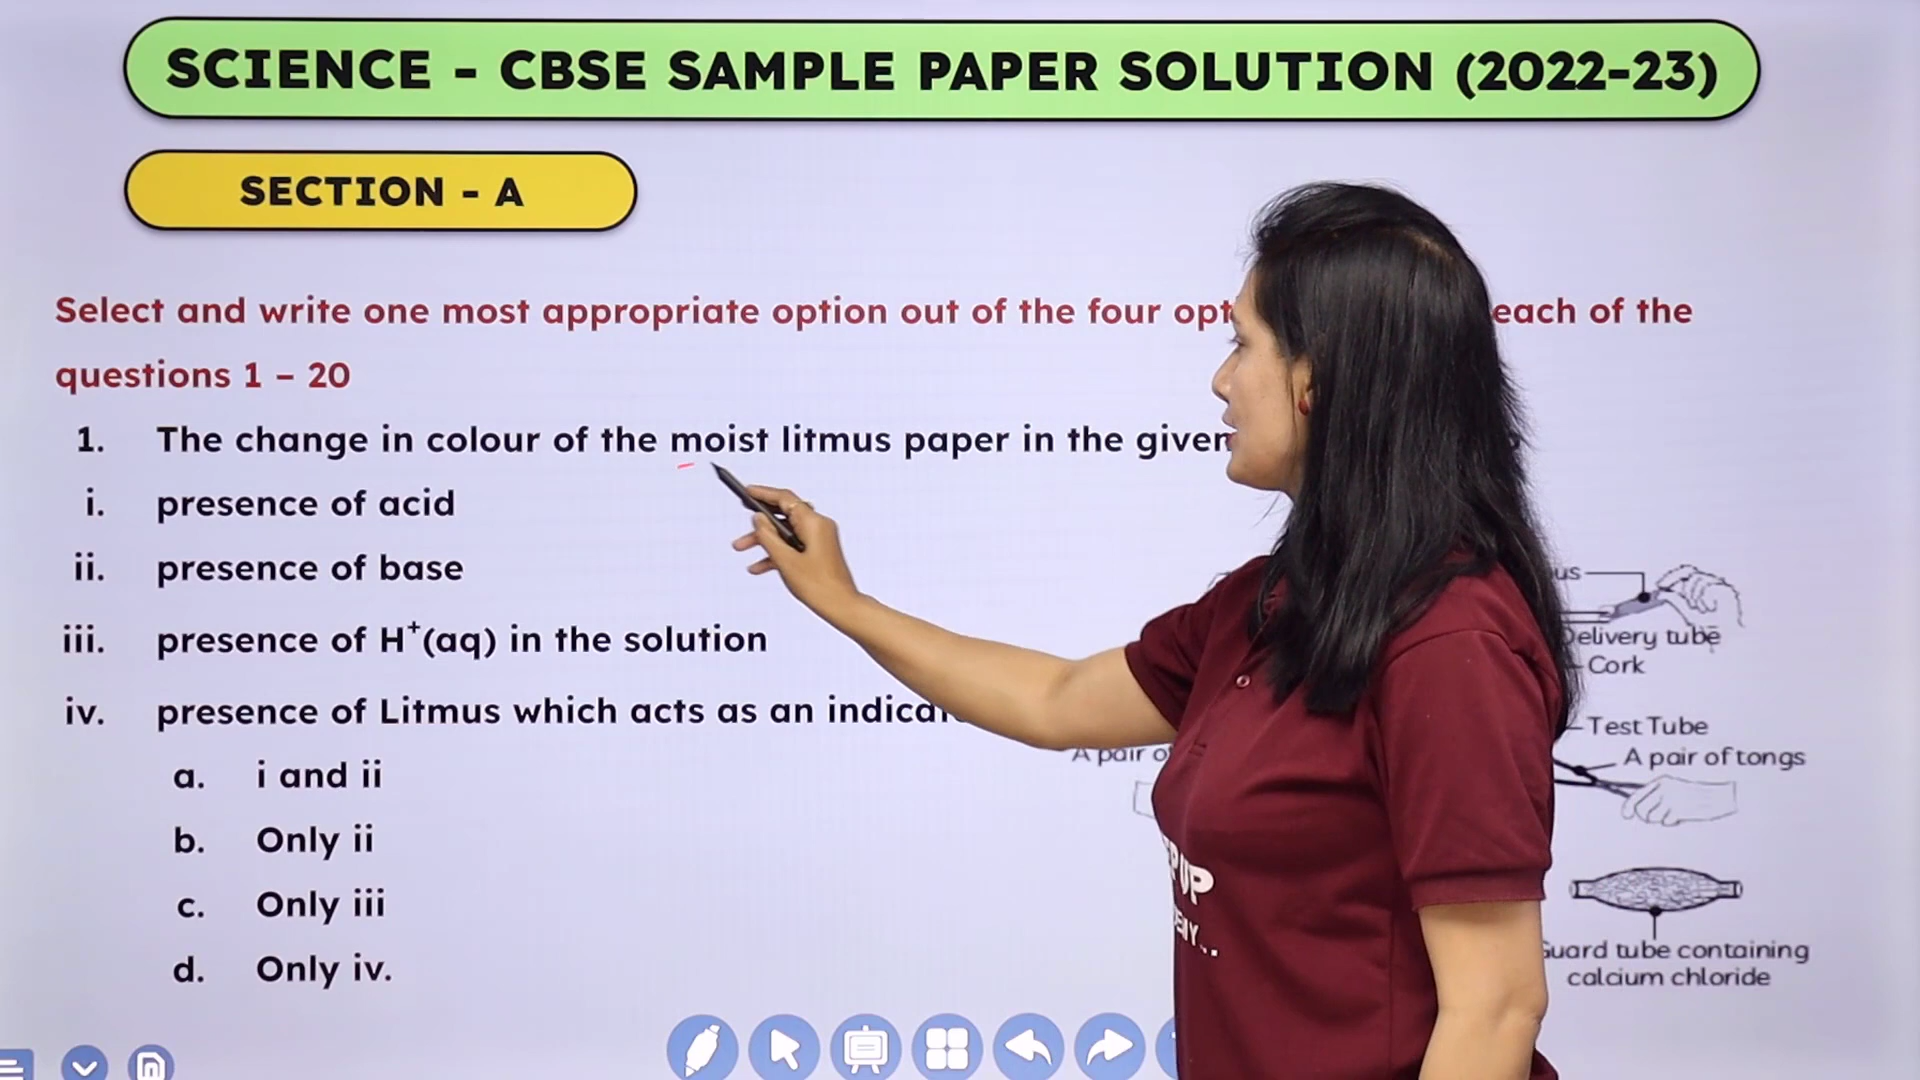 SCIENCE - CBSE SAMPLE PAPER SOLUTION (2022-23)
SECTION - A
Select and write one most appropriate option out of the four each of the
questions 1 – 20
1. The change in colour of the moist litmus paper in the given
i. presence of acid
ii. presence of base
iii. presence of H⁺(aq) in the solution
iv. presence of Litmus which acts as an
a. i and ii
b. Only ii
c. Only iii
d. Only iv.
Delivery tube
Cork
Test Tube
A pair of tongs
A pair
Guard tube containing
calcium chloride
UP